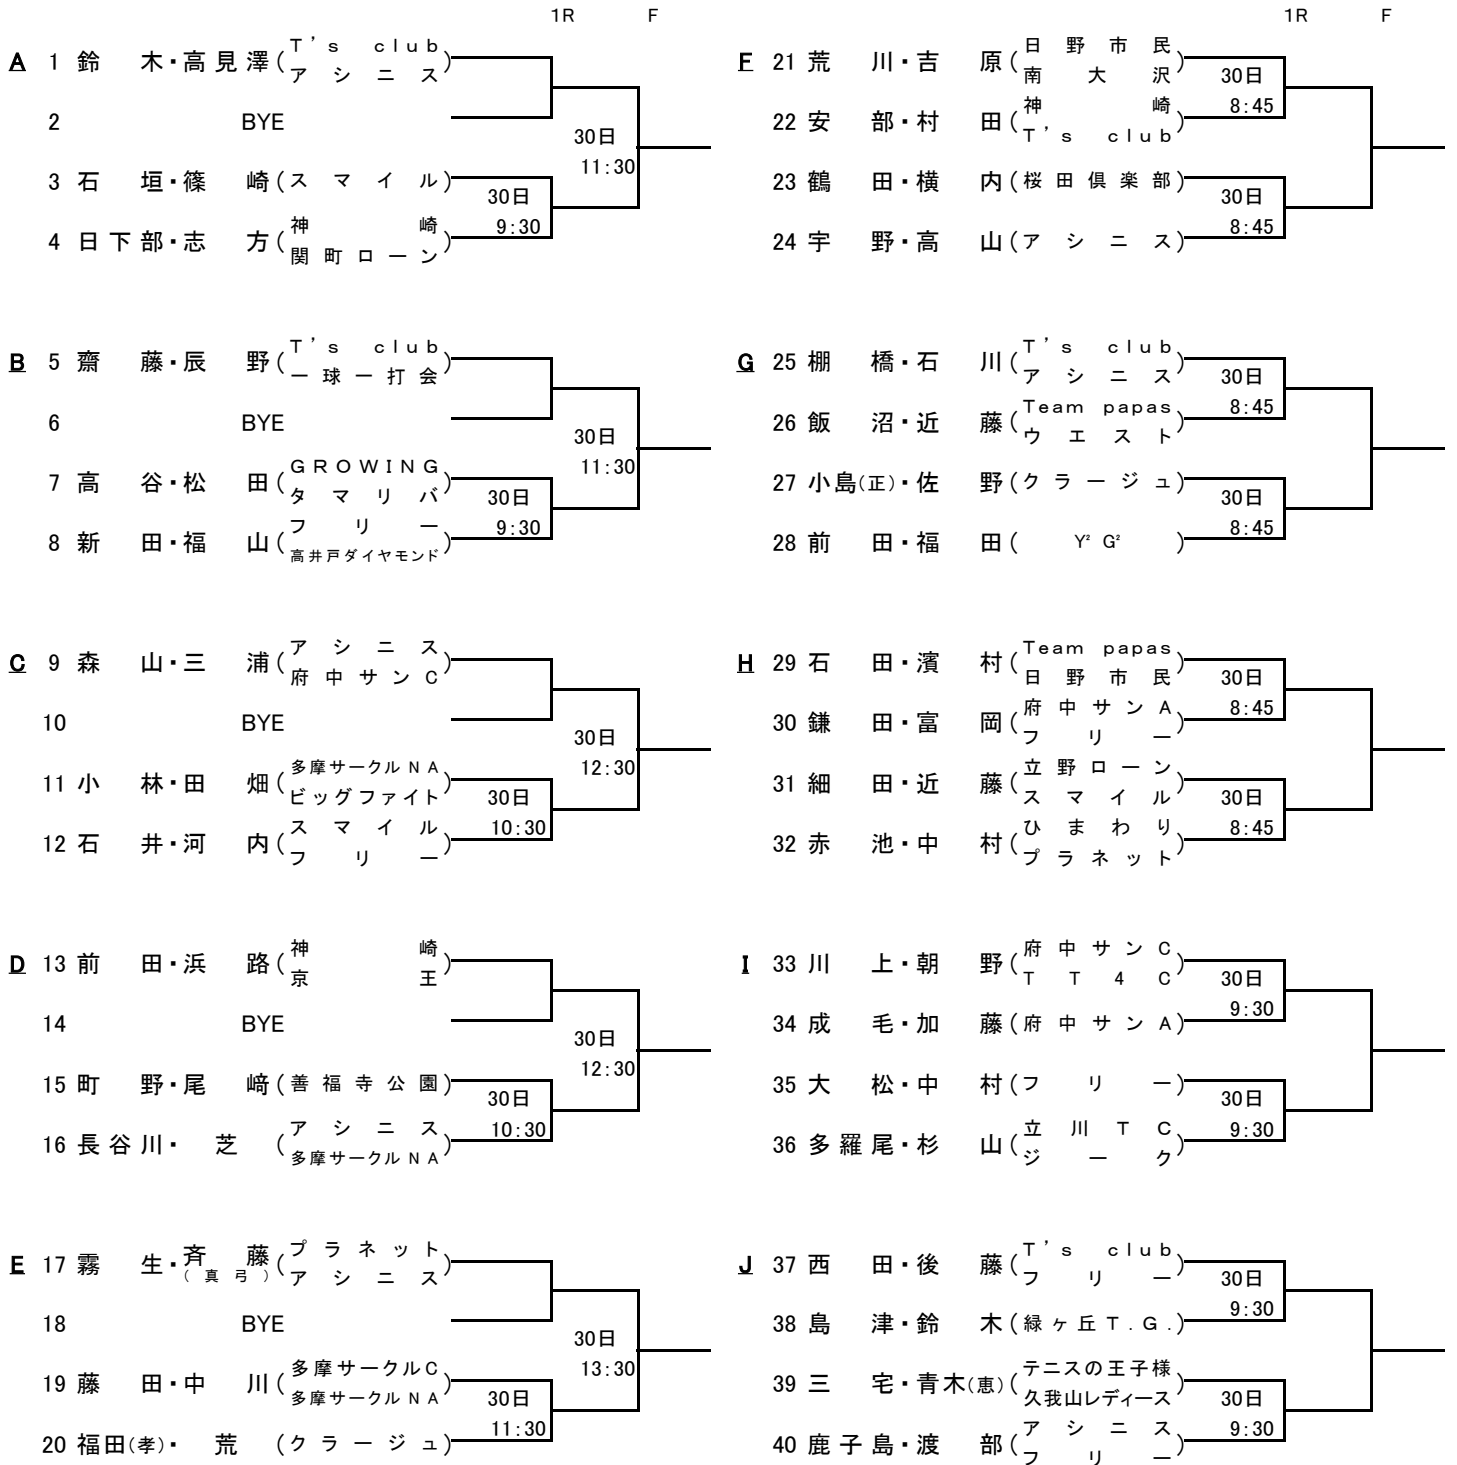 1R F
A 1 鈴木・高見澤 (T's club
アシニス)
2 BYE
30日
11:30
3 石垣・篠崎 (スマイル)
30日
9:30
4 日下部・志方 (神崎
関町ローン)
B 5 齋藤・辰野 (T's club
一球一打会)
6 BYE
30日
11:30
7 高谷・松田 (GROWING
タマリバ)
30日
9:30
8 新田・福山 (フリー
高井戸ダイヤモンド)
C 9 森山・三浦 (アシニス
府中サンC)
10 BYE
30日
12:30
11 小林・田畑 (多摩サークルNA
ビッグファイト)
30日
10:30
12 石井・河内 (スマイル
フリー)
D 13 前田・浜路 (神崎
京王)
14 BYE
30日
12:30
15 町野・尾﨑 (善福寺公園)
30日
10:30
16 長谷川・芝 (アシニス
多摩サークルNA)
E 17 霧生・斉藤(真弓) (プラネット
アシニス)
18 BYE
30日
13:30
19 藤田・中川 (多摩サークルC
多摩サークルNA)
30日
11:30
20 福田(孝)・荒 (クラージュ)
1R F
F 21 荒川・吉原 (日野市民
南大沢)
30日
8:45
22 安部・村田 (神崎
T's club)
23 鶴田・横内 (桜田倶楽部)
30日
8:45
24 宇野・高山 (アシニス)
G 25 棚橋・石川 (T's club
アシニス)
30日
8:45
26 飯沼・近藤 (Team papas
ウエスト)
27 小島(正)・佐野 (クラージュ)
30日
8:45
28 前田・福田 (Y² G²)
H 29 石田・濱村 (Team papas
日野市民)
30日
8:45
30 鎌田・富岡 (府中サンA
フリー)
31 細田・近藤 (立野ローン
スマイル)
30日
8:45
32 赤池・中村 (ひまわり
プラネット)
I 33 川上・朝野 (府中サンC
TT4C)
30日
9:30
34 成毛・加藤 (府中サンA)
35 大松・中村 (フリー)
30日
9:30
36 多羅尾・杉山 (立川TC
ジーク)
J 37 西田・後藤 (T's club
フリー)
30日
9:30
38 島津・鈴木 (緑ヶ丘T.G.)
39 三宅・青木(恵) (テニスの王子様
久我山レディース)
30日
9:30
40 鹿子島・渡部 (アシニス
フリー)